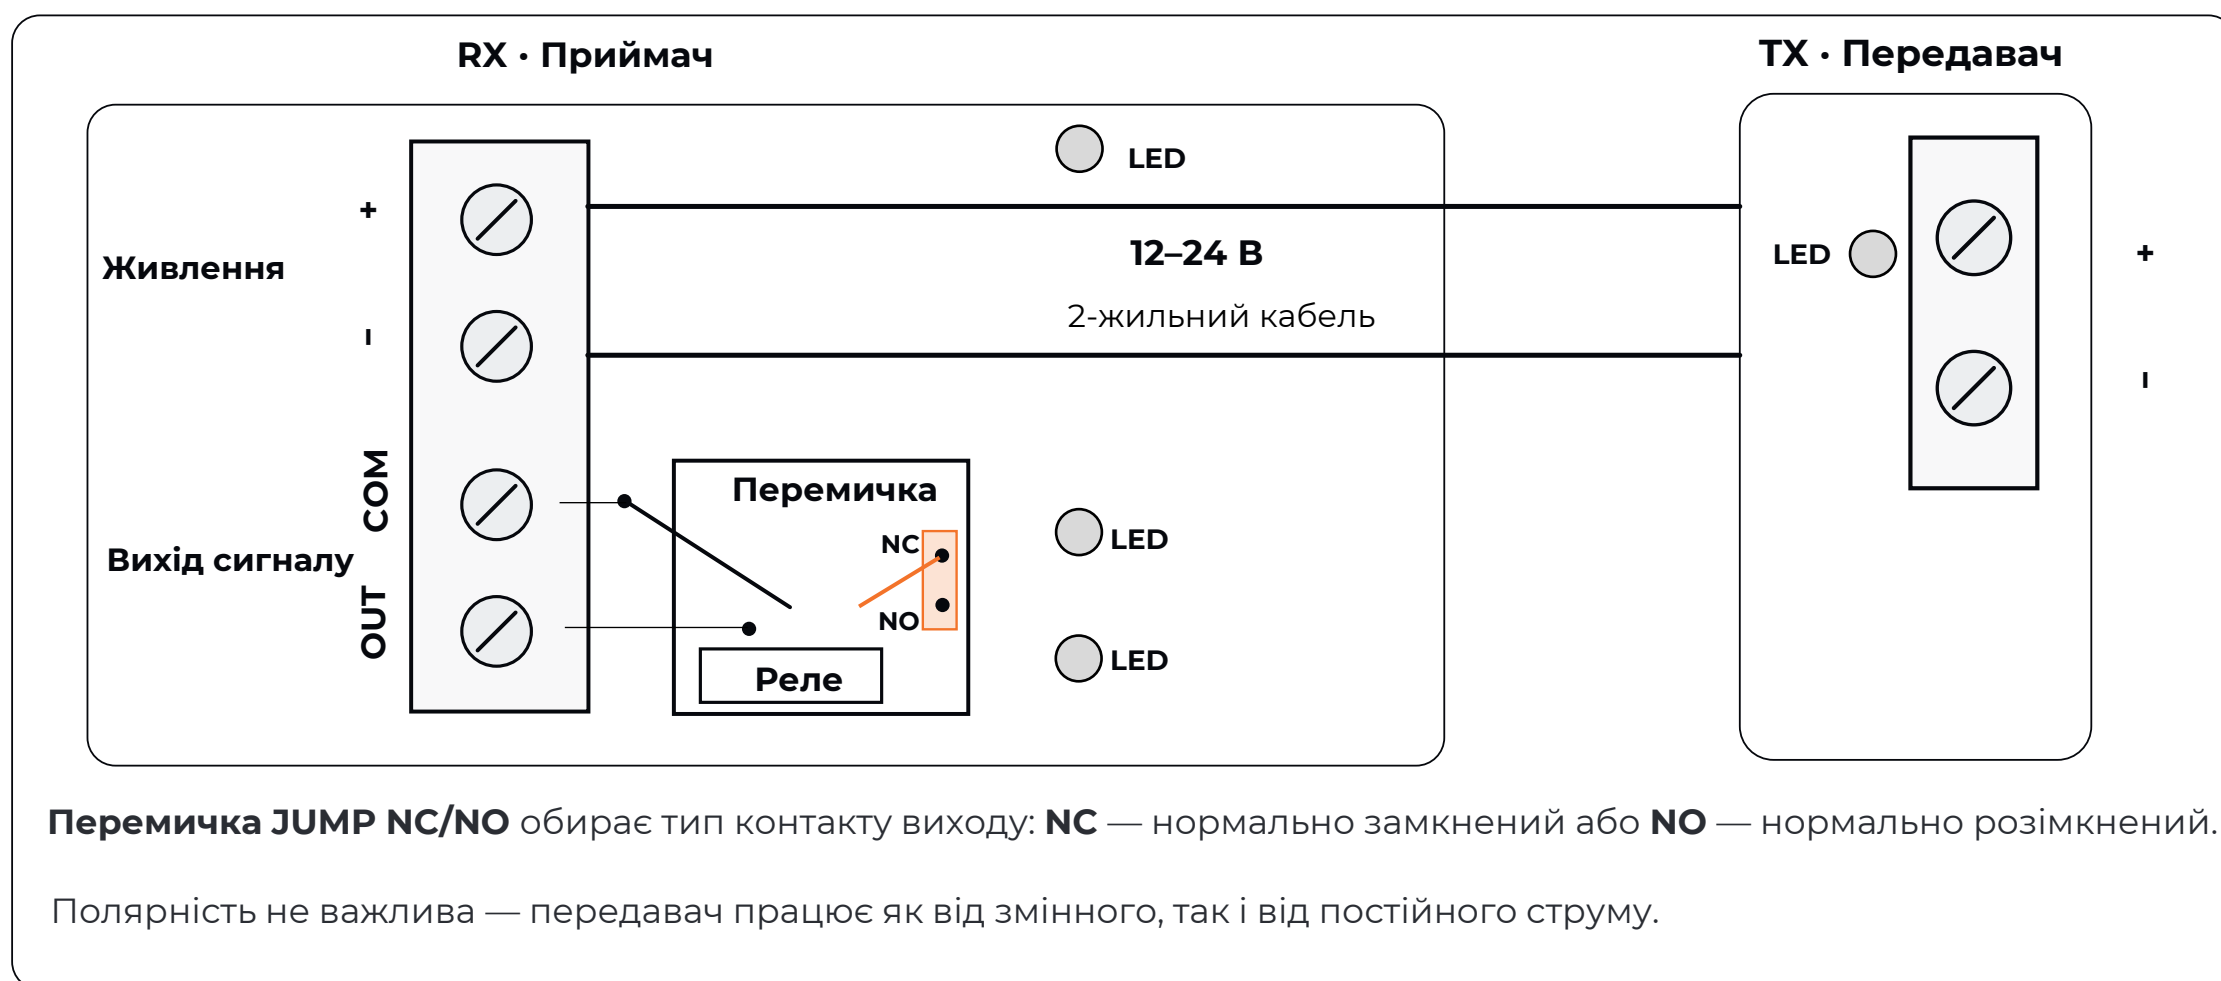 RX · Приймач
TX · Передавач
LED
+
12–24 В
Живлення
LED
+
2-жильний кабель
–
–
COM
Перемичка
NC
LED
Вихід сигналу
OUT
NO
LED
Реле
Перемичка JUMP NC/NO обирає тип контакту виходу: NC — нормально замкнений або NO — нормально розімкнений.
Полярність не важлива — передавач працює як від змінного, так і від постійного струму.